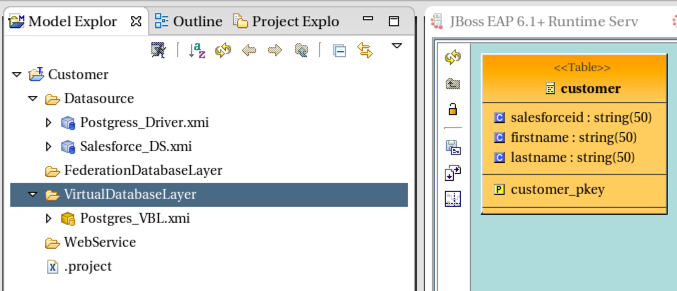 Model Explor
Outline
Project Explo
JBoss EAP 6.1+ Runtime Serv
Customer
Datasource
Postgress_Driver.xmi
Salesforce_DS.xmi
FederationDatabaseLayer
VirtualDatabaseLayer
Postgres_VBL.xmi
WebService
.project
<<Table>>
customer
salesforceid : string(50)
firstname : string(50)
lastname : string(50)
customer_pkey